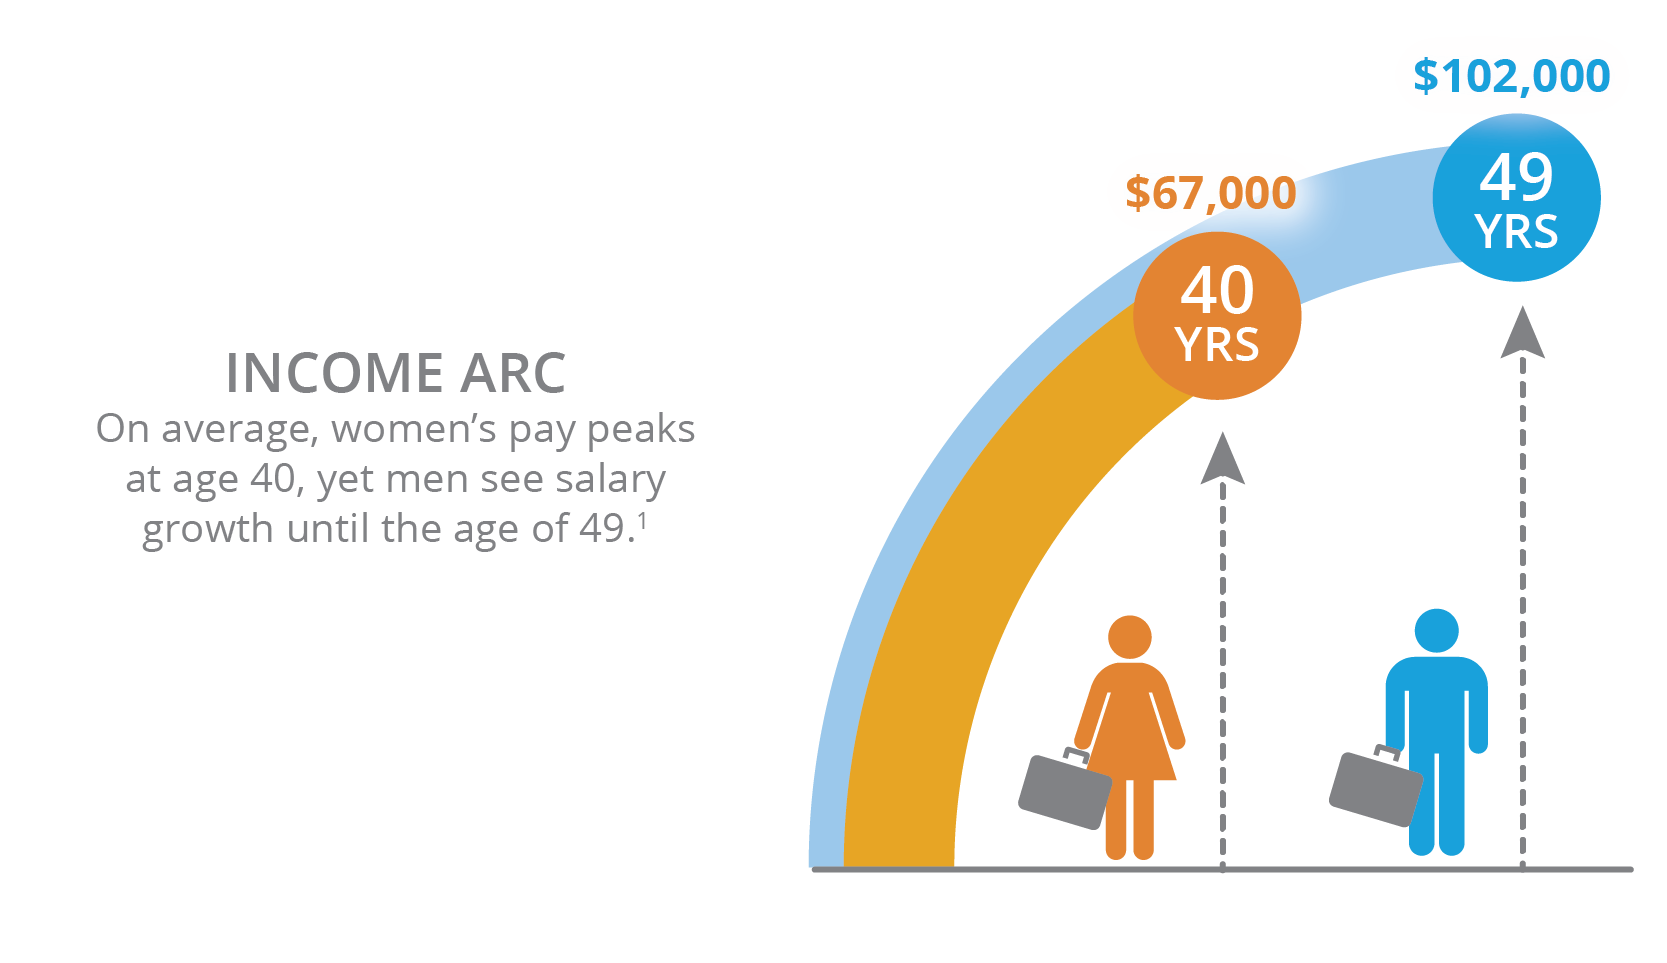 INCOME ARC
On average, women’s pay peaks
at age 40, yet men see salary
growth until the age of 49.¹
$67,000
40
YRS
$102,000
49
YRS